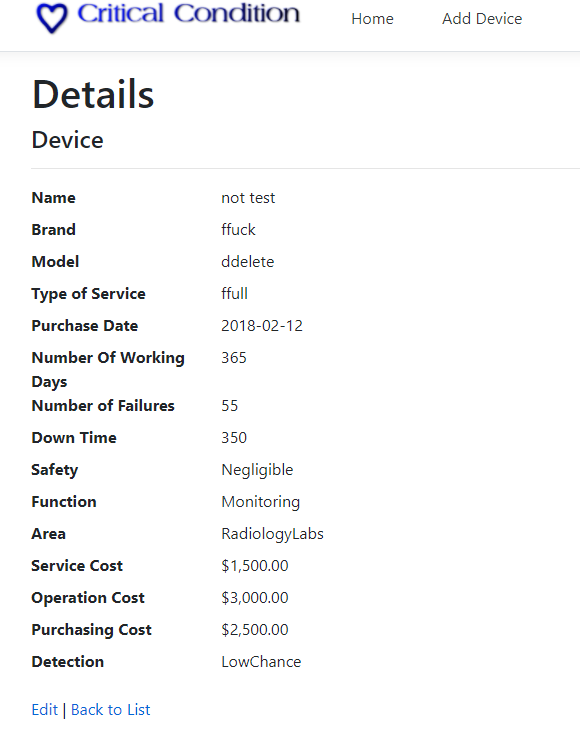 Critical Condition Home Add Device
Details
Device
Name not test
Brand ffuck
Model ddelete
Type of Service ffull
Purchase Date 2018-02-12
Number Of Working 365
Days
Number of Failures 55
Down Time 350
Safety Negligible
Function Monitoring
Area RadiologyLabs
Service Cost $1,500.00
Operation Cost $3,000.00
Purchasing Cost $2,500.00
Detection LowChance
Edit | Back to List